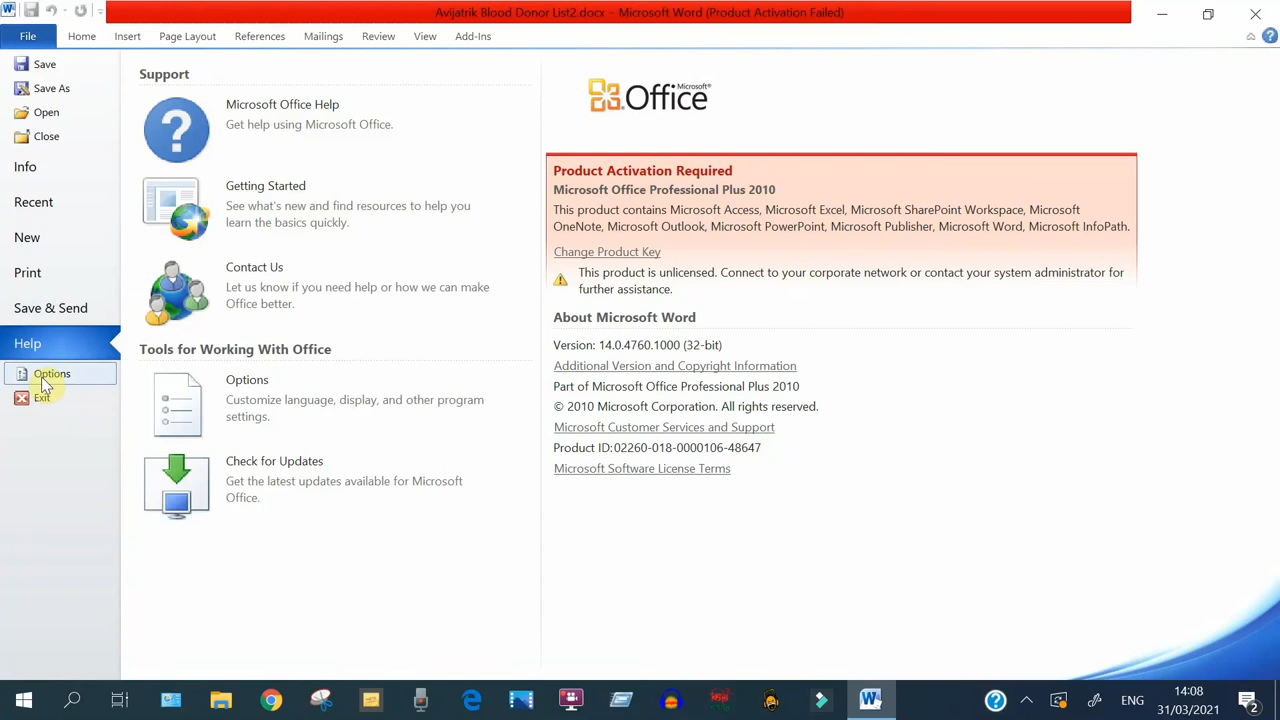 Avijatrik Blood Donor List2.docx - Microsoft Word (Product Activation Failed)
File Home Insert Page Layout References Mailings Review View Add-Ins
Save
Save As
Open
Close
Info
Recent
New
Print
Save & Send
Help
Options
Exit
Support
Microsoft Office Help
Get help using Microsoft Office.
Getting Started
See what's new and find resources to help you
learn the basics quickly.
Contact Us
Let us know if you need help or how we can make
Office better.
Tools for Working With Office
Options
Customize language, display, and other program
settings.
Check for Updates
Get the latest updates available for Microsoft
Office.
Microsoft®
Office
Product Activation Required
Microsoft Office Professional Plus 2010
This product contains Microsoft Access, Microsoft Excel, Microsoft SharePoint Workspace, Microsoft
OneNote, Microsoft Outlook, Microsoft PowerPoint, Microsoft Publisher, Microsoft Word, Microsoft InfoPath.
Change Product Key
This product is unlicensed. Connect to your corporate network or contact your system administrator for
further assistance.
About Microsoft Word
Version: 14.0.4760.1000 (32-bit)
Additional Version and Copyright Information
Part of Microsoft Office Professional Plus 2010
© 2010 Microsoft Corporation. All rights reserved.
Microsoft Customer Services and Support
Product ID:02260-018-0000106-48647
Microsoft Software License Terms
ENG
14:08
31/03/2021
2